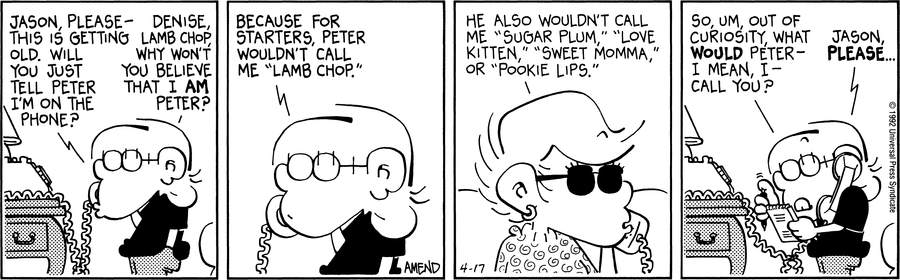 JASON, PLEASE—
THIS IS GETTING
OLD. WILL
YOU JUST
TELL PETER
I'M ON THE
PHONE?
DENISE,
LAMB CHOP,
WHY WON'T
YOU BELIEVE
THAT I AM
PETER?
BECAUSE FOR
STARTERS, PETER
WOULDN'T CALL
ME "LAMB CHOP."
AMEND
HE ALSO WOULDN'T CALL
ME "SUGAR PLUM," "LOVE
KITTEN," "SWEET MOMMA,"
OR "POOKIE LIPS."
4-17
SO, UM, OUT OF
CURIOSITY, WHAT
WOULD PETER—
I MEAN, I—
CALL YOU?
JASON,
PLEASE...
© 1992 Universal Press Syndicate